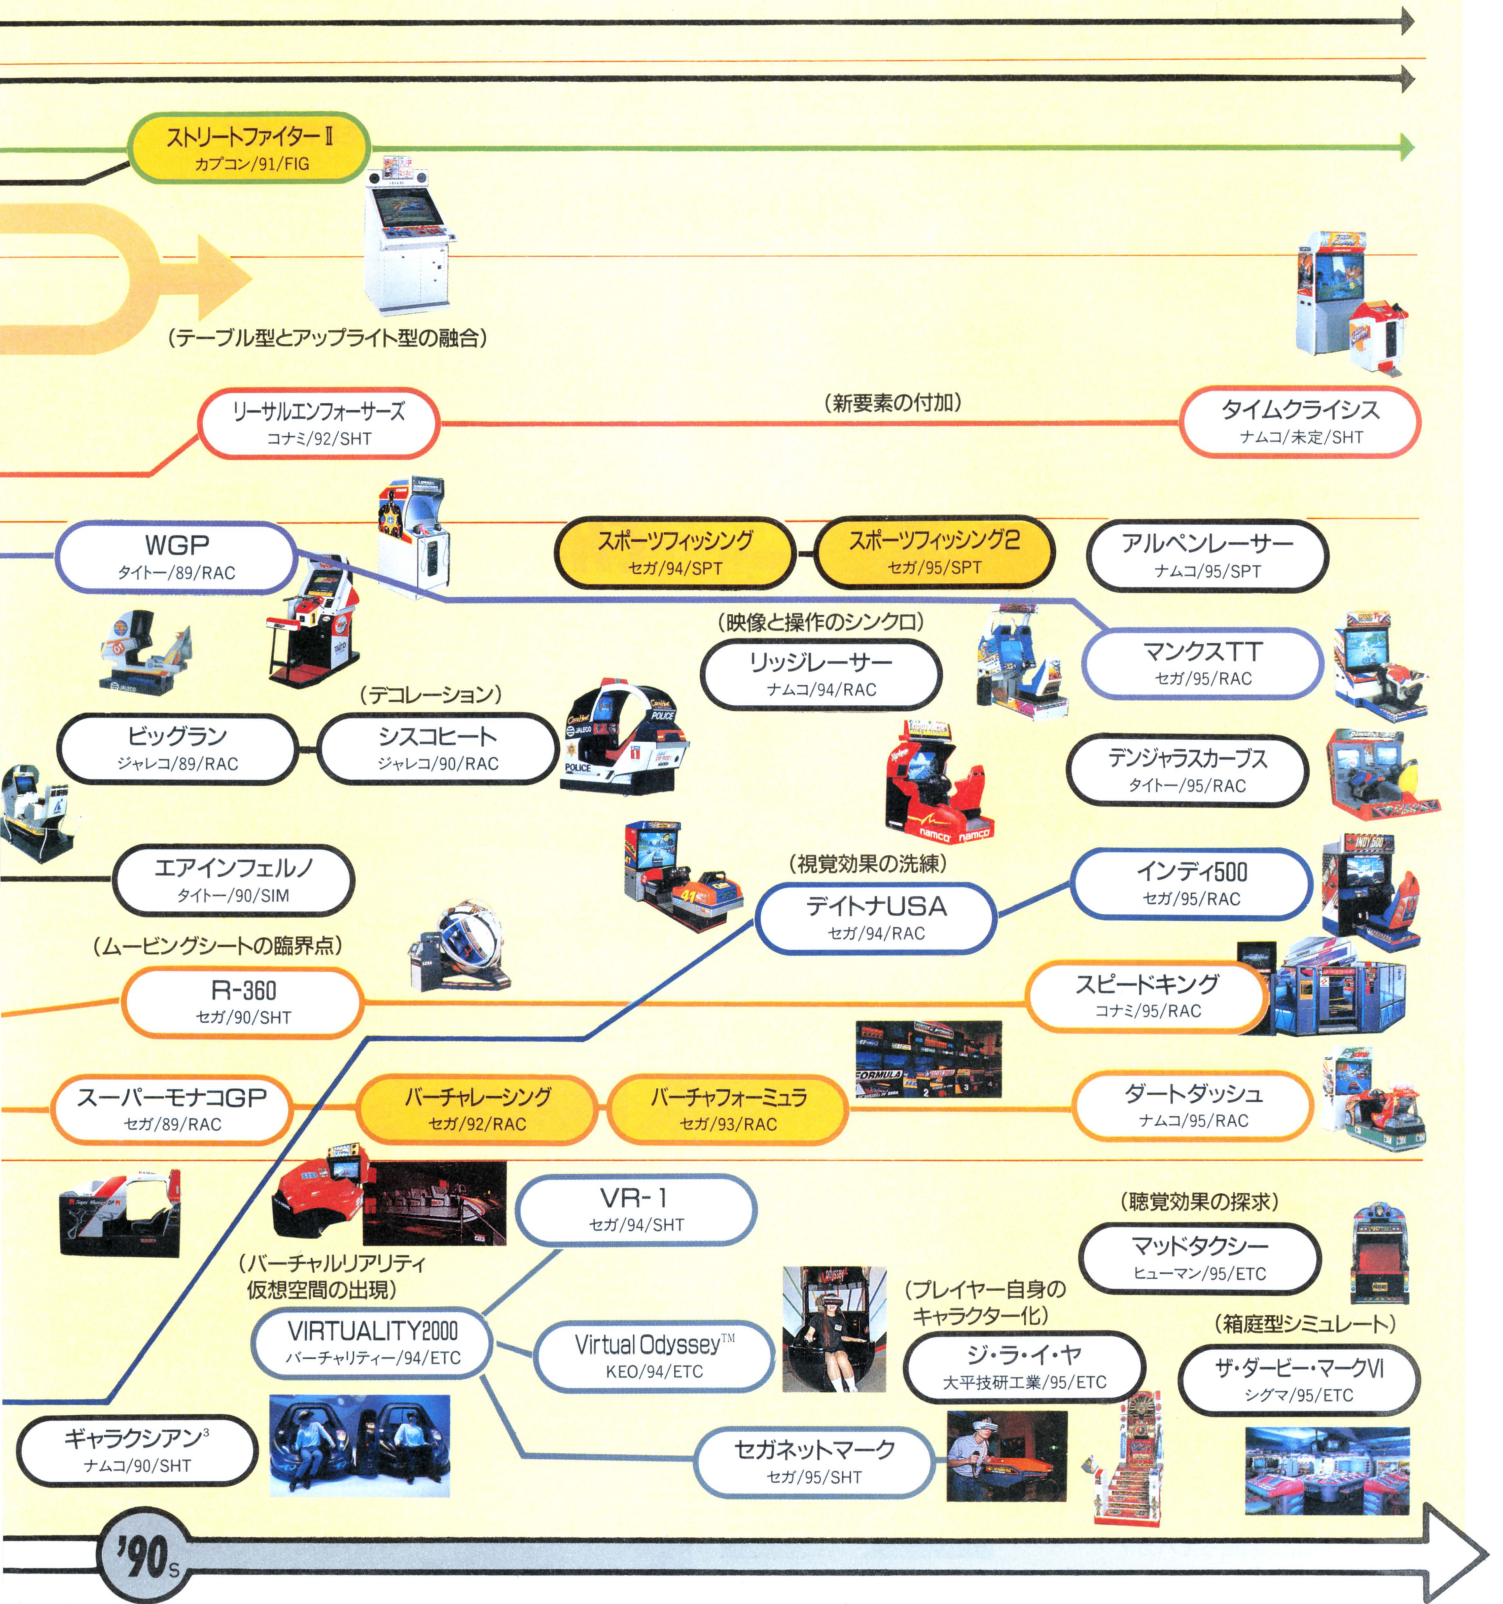 ストリートファイターⅡ
カプコン/91/FIG
(テーブル型とアップライト型の融合)
リーサルエンフォーサーズ
コナミ/92/SHT
(新要素の付加)
タイムクライシス
ナムコ/未定/SHT
WGP
タイトー/89/RAC
スポーツフィッシング
セガ/94/SPT
スポーツフィッシング2
セガ/95/SPT
アルペンレーサー
ナムコ/95/SPT
(映像と操作のシンクロ)
リッジレーサー
ナムコ/94/RAC
マンクスTT
セガ/95/RAC
(デコレーション)
ビッグラン
ジャレコ/89/RAC
シスコヒート
ジャレコ/90/RAC
POLICE
JALECO
POLICE
デンジャラスカーブス
タイトー/95/RAC
namco
namco
エアインフェルノ
タイトー/90/SIM
(視覚効果の洗練)
デイトナUSA
セガ/94/RAC
インディ500
セガ/95/RAC
INDY 500
(ムービングシートの臨界点)
R-360
セガ/90/SHT
スピードキング
コナミ/95/RAC
FORMULA
スーパーモナコGP
セガ/89/RAC
バーチャレーシング
セガ/92/RAC
バーチャフォーミュラ
セガ/93/RAC
ダートダッシュ
ナムコ/95/RAC
VR-1
セガ/94/SHT
(聴覚効果の探求)
マッドタクシー
ヒューマン/95/ETC
(バーチャルリアリティ
仮想空間の出現)
VIRTUALITY2000
バーチャリティー/94/ETC
Virtual Odyssey™
KEO/94/ETC
(プレイヤー自身の
キャラクター化)
ジ・ラ・イ・ヤ
大平技研工業/95/ETC
(箱庭型シミュレート)
ザ・ダービー・マークⅥ
シグマ/95/ETC
ギャラクシアン³
ナムコ/90/SHT
セガネットマーク
セガ/95/SHT
'90s